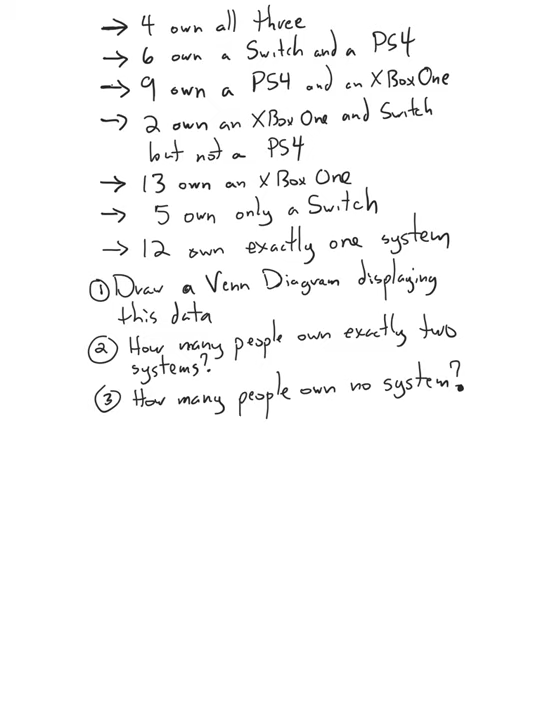 → 4 own all three
→ 6 own a Switch and a PS4
→ 9 own a PS4 and an XBox One
→ 2 own an XBox One and Switch
but not a PS4
→ 13 own an XBox One
→ 5 own only a Switch
→ 12 own exactly one system
① Draw a Venn Diagram displaying
this data
② How many people own exactly two
systems?
③ How many people own no system?